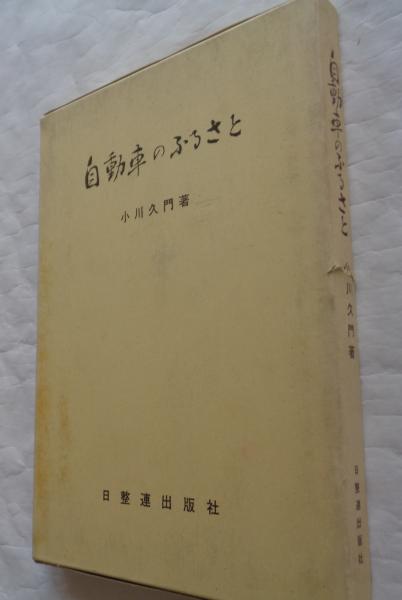 自動車のふるさと
小川久門著
日整連出版社
自動車のふるさと
小川久門著
日整連出版社